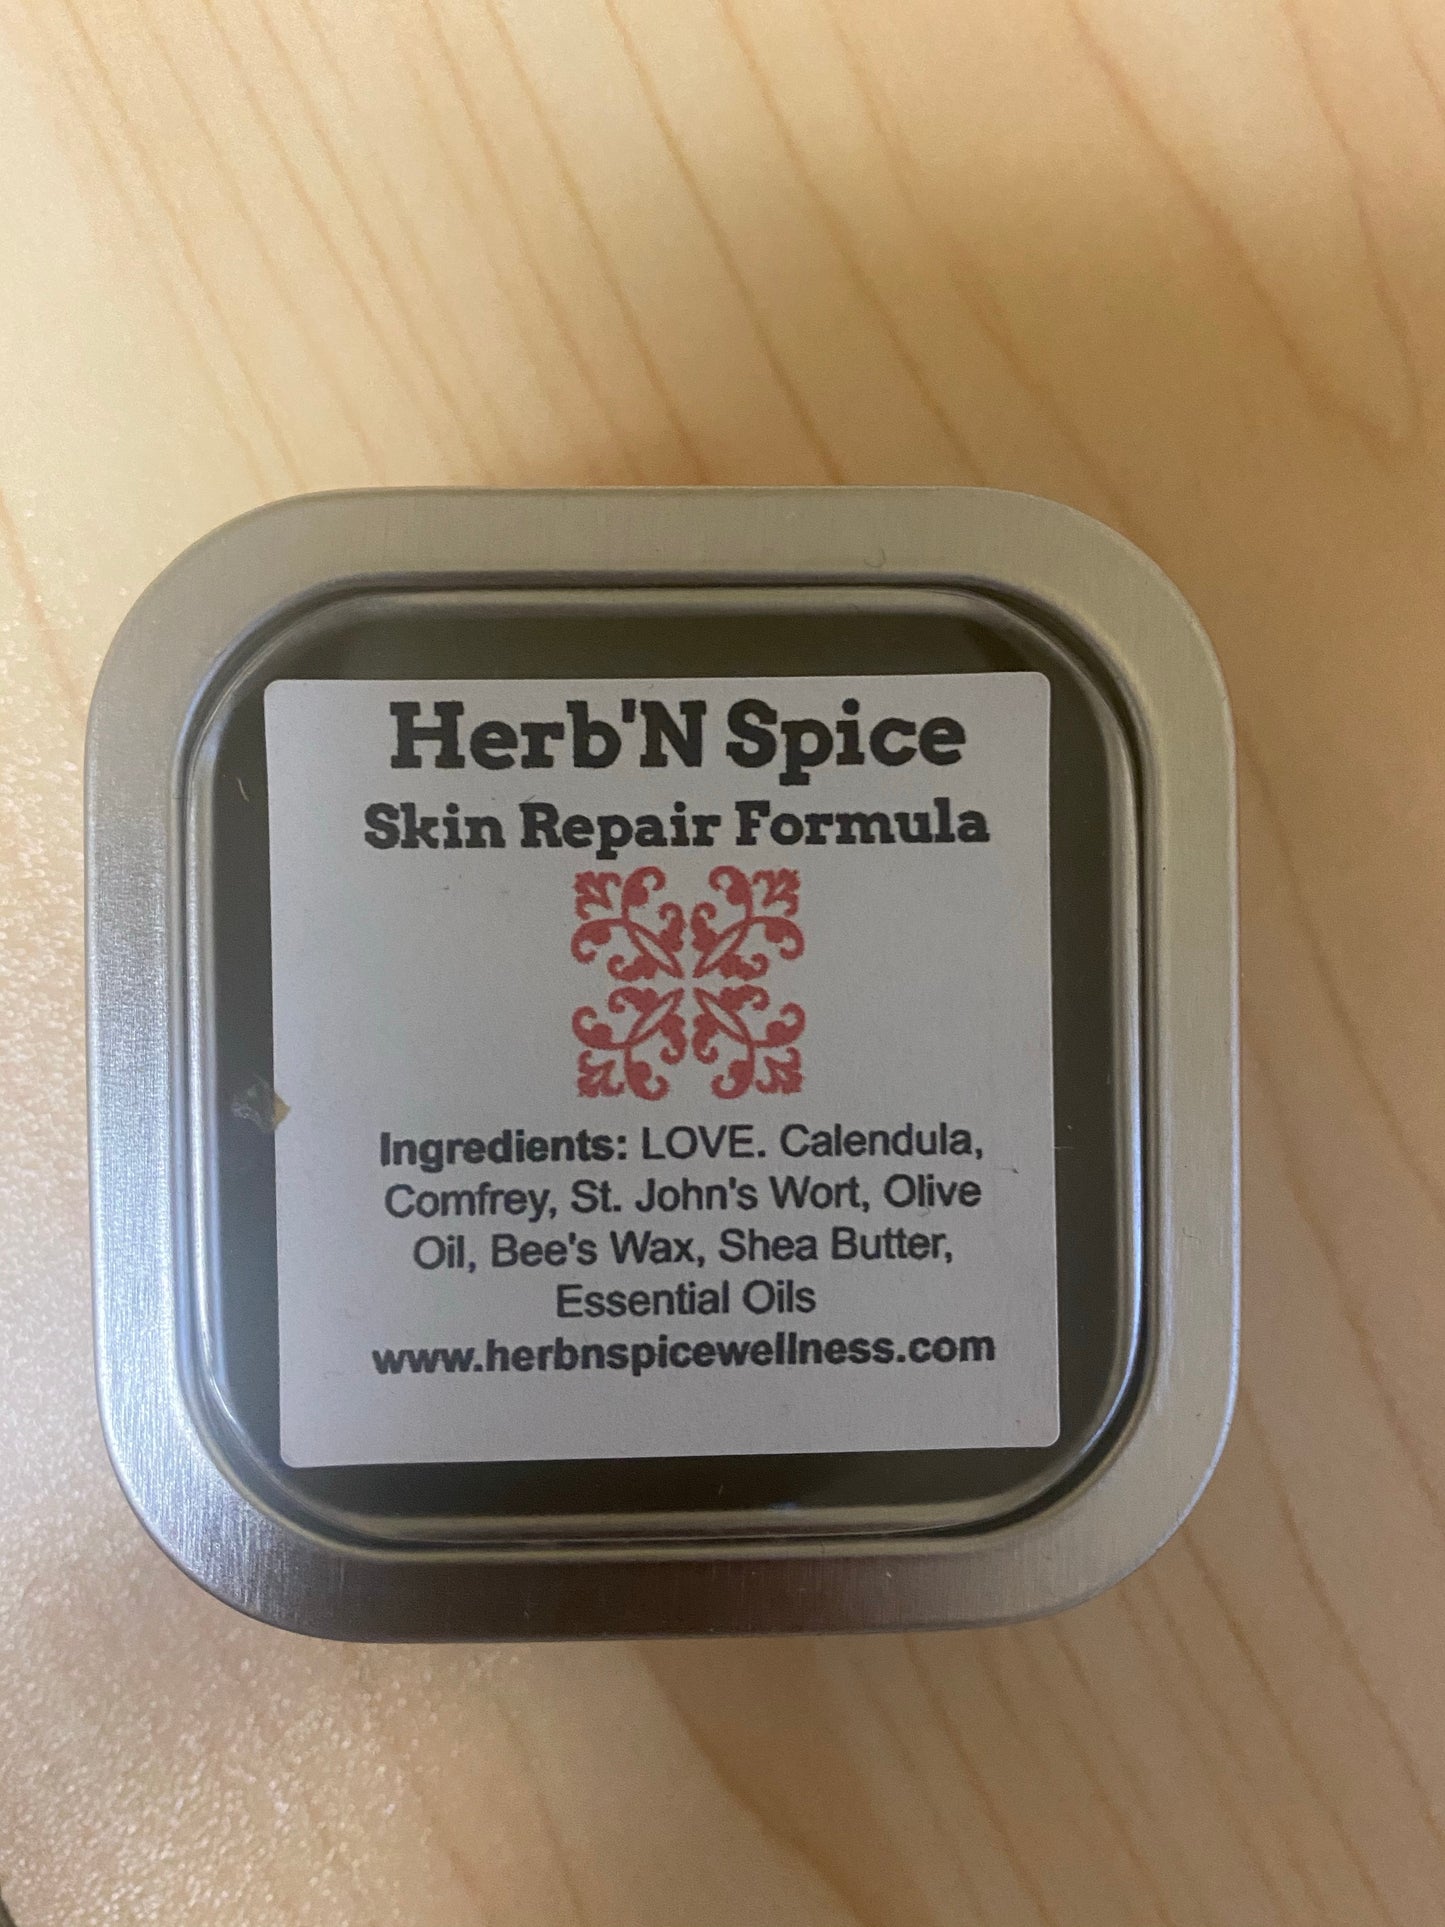 Herb'N Spice
Skin Repair Formula
Ingredients: LOVE. Calendula,
Comfrey, St. John's Wort, Olive
Oil, Bee's Wax, Shea Butter,
Essential Oils
www.herbnspicewellness.com